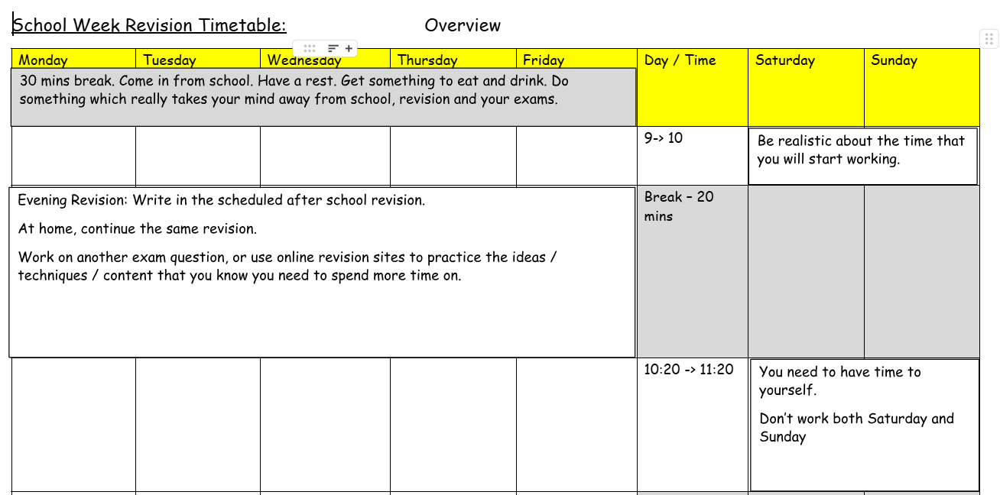 School Week Revision Timetable: Overview
Monday Tuesday Wednesday Thursday Friday Day / Time Saturday Sunday
30 mins break. Come in from school. Have a rest. Get something to eat and drink. Do
something which really takes your mind away from school, revision and your exams.
9-> 10
Be realistic about the time that
you will start working.
Evening Revision: Write in the scheduled after school revision.
At home, continue the same revision.
Work on another exam question, or use online revision sites to practice the ideas /
techniques / content that you know you need to spend more time on.
Break – 20
mins
10:20 -> 11:20
You need to have time to
yourself.
Don’t work both Saturday and
Sunday